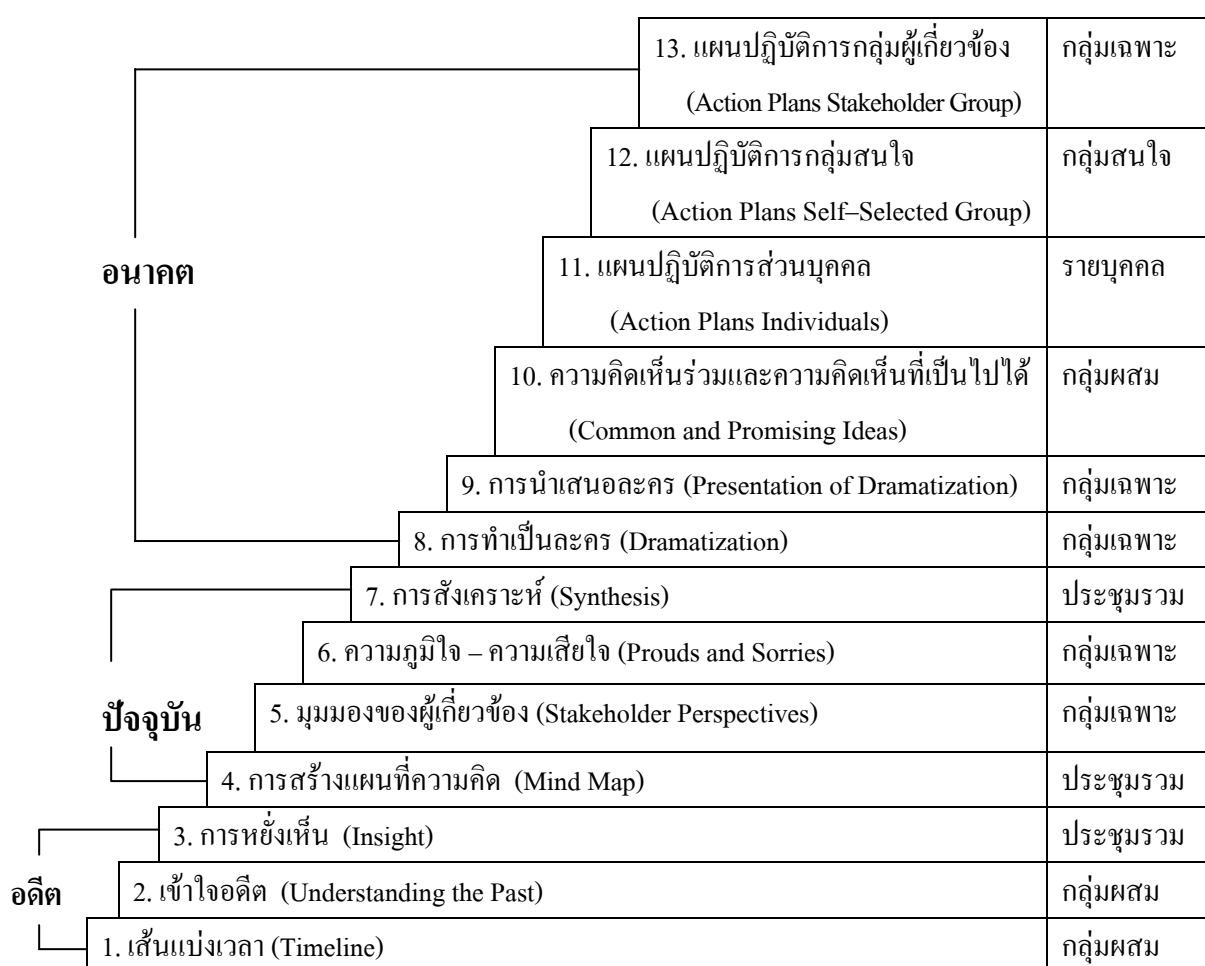 13. แผนปฏิบัติการกลุ่มผู้เกี่ยวข้อง กลุ่มเฉพาะ
(Action Plans Stakeholder Group)
12. แผนปฏิบัติการกลุ่มสนใจ กลุ่มสนใจ
(Action Plans Self–Selected Group)
อนาคต
11. แผนปฏิบัติการส่วนบุคคล รายบุคคล
(Action Plans Individuals)
10. ความคิดเห็นร่วมและความคิดเห็นที่เป็นไปได้ กลุ่มผสม
(Common and Promising Ideas)
9. การนำเสนอละคร (Presentation of Dramatization) กลุ่มเฉพาะ
8. การทำเป็นละคร (Dramatization) กลุ่มเฉพาะ
7. การสังเคราะห์ (Synthesis) ประชุมรวม
6. ความภูมิใจ – ความเสียใจ (Prouds and Sorries) กลุ่มเฉพาะ
ปัจจุบัน
5. มุมมองของผู้เกี่ยวข้อง (Stakeholder Perspectives) กลุ่มเฉพาะ
4. การสร้างแผนที่ความคิด (Mind Map) ประชุมรวม
3. การหยั่งเห็น (Insight) ประชุมรวม
อดีต
2. เข้าใจอดีต (Understanding the Past) กลุ่มผสม
1. เส้นแบ่งเวลา (Timeline) กลุ่มผสม